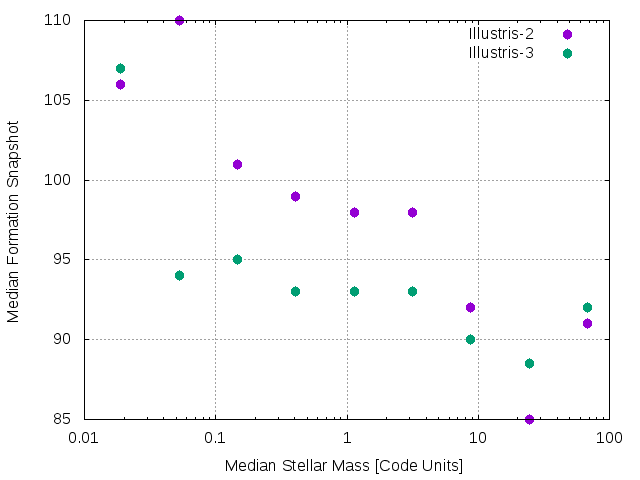 Illustris-2
Illustris-3
110
105
100
95
90
85
0.01 0.1 1 10 100
Median Formation Snapshot
Median Stellar Mass [Code Units]